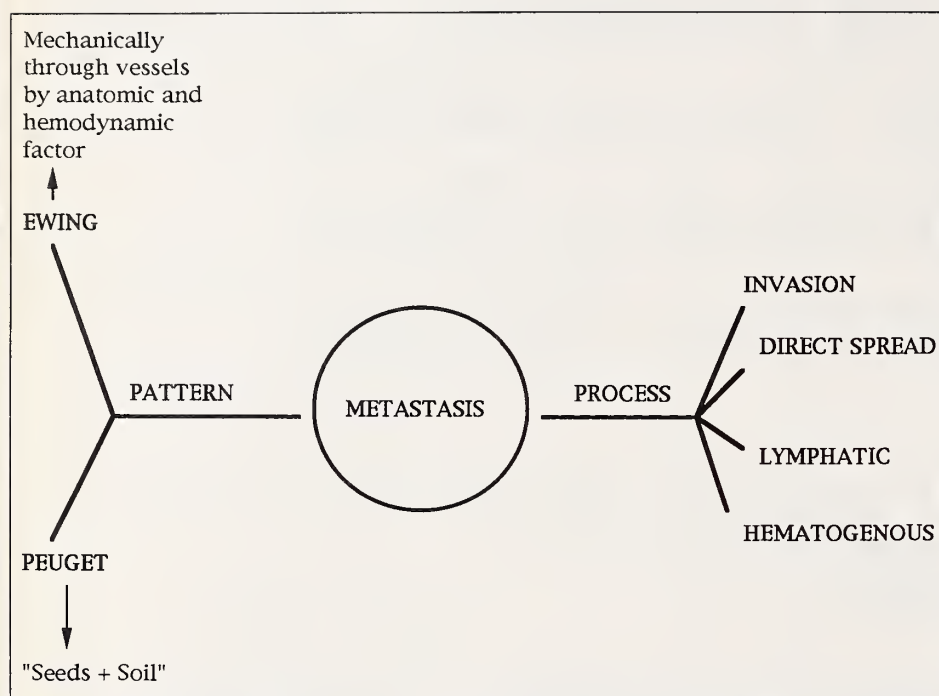 Mechanically
through vessels
by anatomic and
hemodynamic
factor
EWING
PATTERN
PEUGET
"Seeds + Soil"
METASTASIS
PROCESS
INVASION
DIRECT SPREAD
LYMPHATIC
HEMATOGENOUS